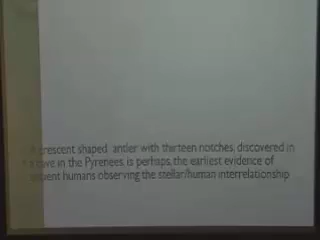 A crescent shaped antler with thirteen notches, discovered in
a cave in the Pyrenees, is perhaps, the earliest evidence of
ancient humans observing the stellar/human interrelationship